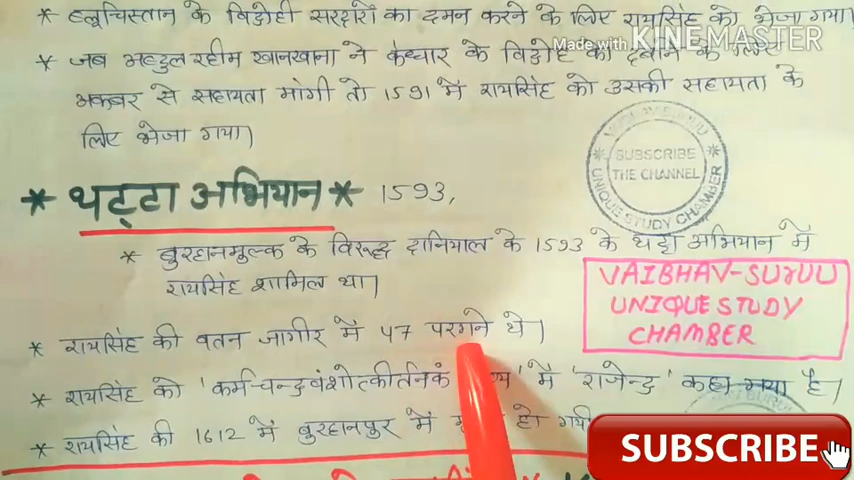 * ब्लूचिस्तान के विद्रोही सरदारों का दमन करने के लिए रायसिंह को भेजा गया।
Made with KINEMASTER
* जब अब्दुल रहीम खानखाना ने कंधार के विद्रोह को दबाने के लिए
अकबर से सहायता मांगी तो 1591 में रायसिंह को उसकी सहायता के
लिए भेजा गया।
* SUBSCRIBE *
THE CHANNEL
UNIQUE STUDY CHAMBER
* थट्टा अभियान * 1593,
* बुरहानमुल्क के विरुद्ध दानियाल के 1593 के थट्टा अभियान में
रायसिंह शामिल था।
VAIBHAV-SURUU
UNIQUE STUDY
CHAMBER
* रायसिंह की वतन जागीर में 47 परगने थे।
* रायसिंह को 'कर्मचन्द्रवंशोत्कीर्तनकं' में 'राजेन्द्र' कहा गया है।
* रायसिंह की 1612 में बुरहानपुर में हो गयी
SUBSCRIBE